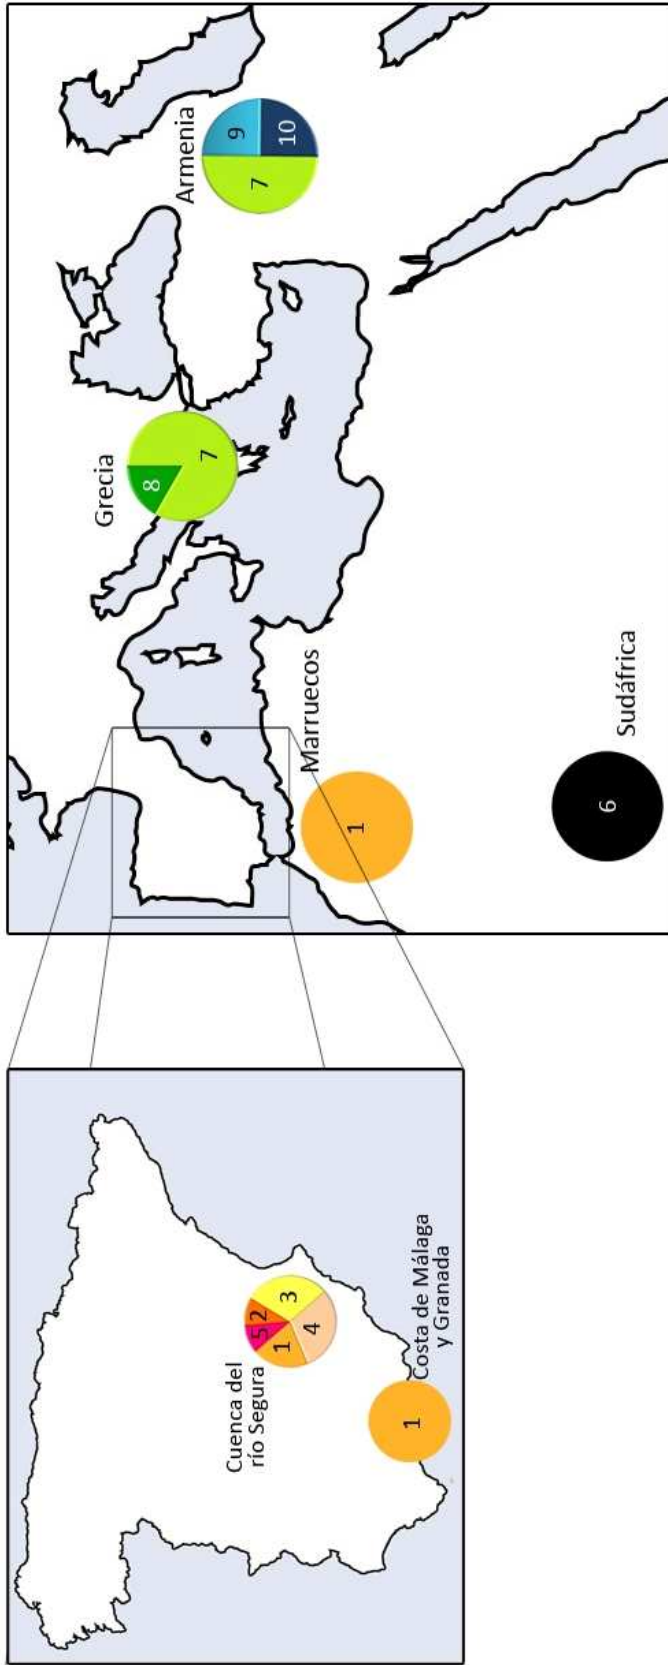 Cuenca del
río Segura
5
2
1
3
4
Costa de Málaga
y Granada
1
Grecia
8
7
Armenia
9
7
10
Marruecos
1
Sudáfrica
6